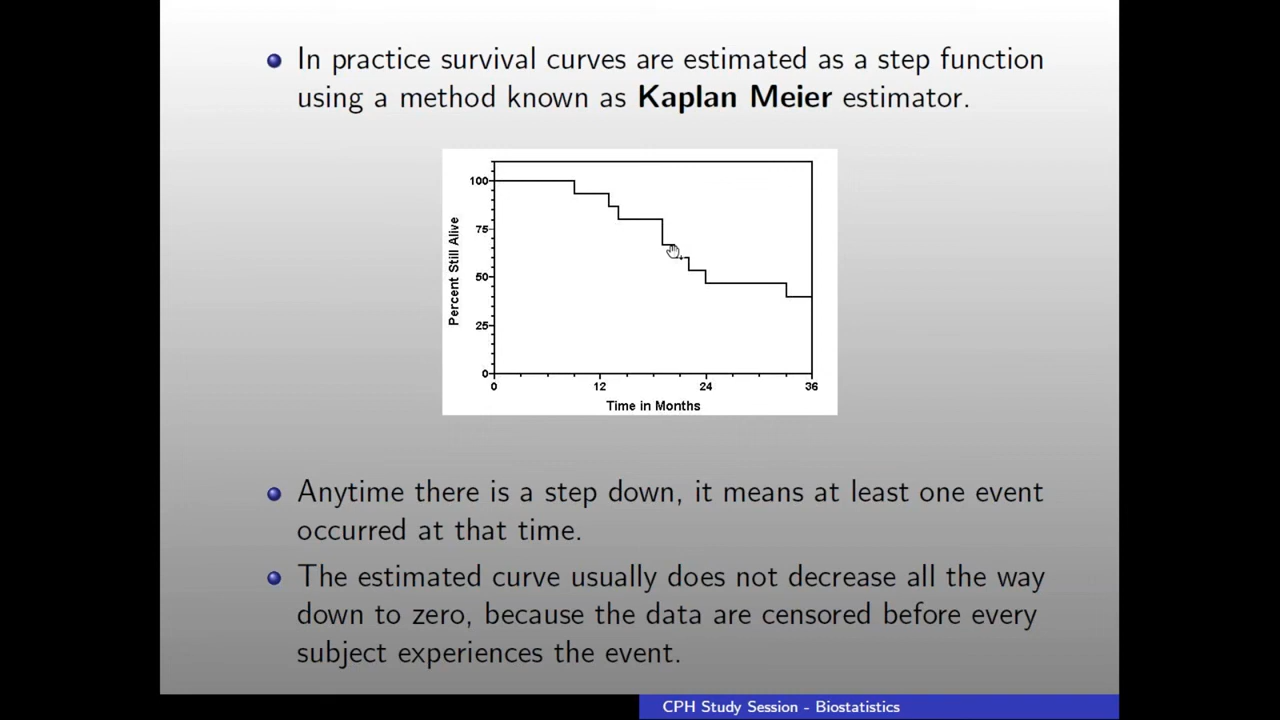 In practice survival curves are estimated as a step function
using a method known as Kaplan Meier estimator.
100
75
50
25
0
Percent Still Alive
0 12 24 36
Time in Months
Anytime there is a step down, it means at least one event
occurred at that time.
The estimated curve usually does not decrease all the way
down to zero, because the data are censored before every
subject experiences the event.
CPH Study Session - Biostatistics